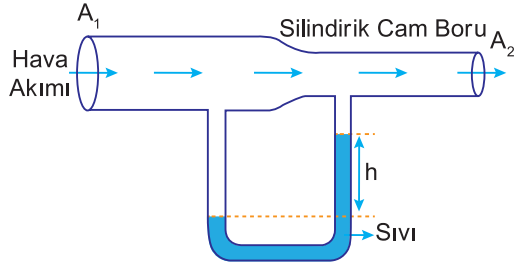 A1
Silindirik Cam Boru
A2
Hava
Akımı
h
Sıvı